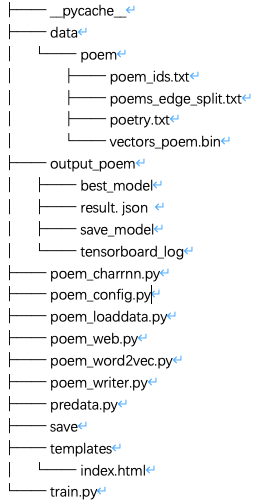 ├── __pycache__↵
├── data↵
│ └── poem↵
│ ├── poem_ids.txt↵
│ ├── poems_edge_split.txt↵
│ ├── poetry.txt↵
│ └── vectors_poem.bin↵
├── output_poem↵
│ ├── best_model↵
│ ├── result. json ↵
│ ├── save_model↵
│ └── tensorboard_log↵
├── poem_charrnn.py↵
├── poem_config.py↵
├── poem_loaddata.py↵
├── poem_web.py↵
├── poem_word2vec.py↵
├── poem_writer.py↵
├── predata.py↵
├── save↵
├── templates↵
│ └── index.html↵
└── train.py↵